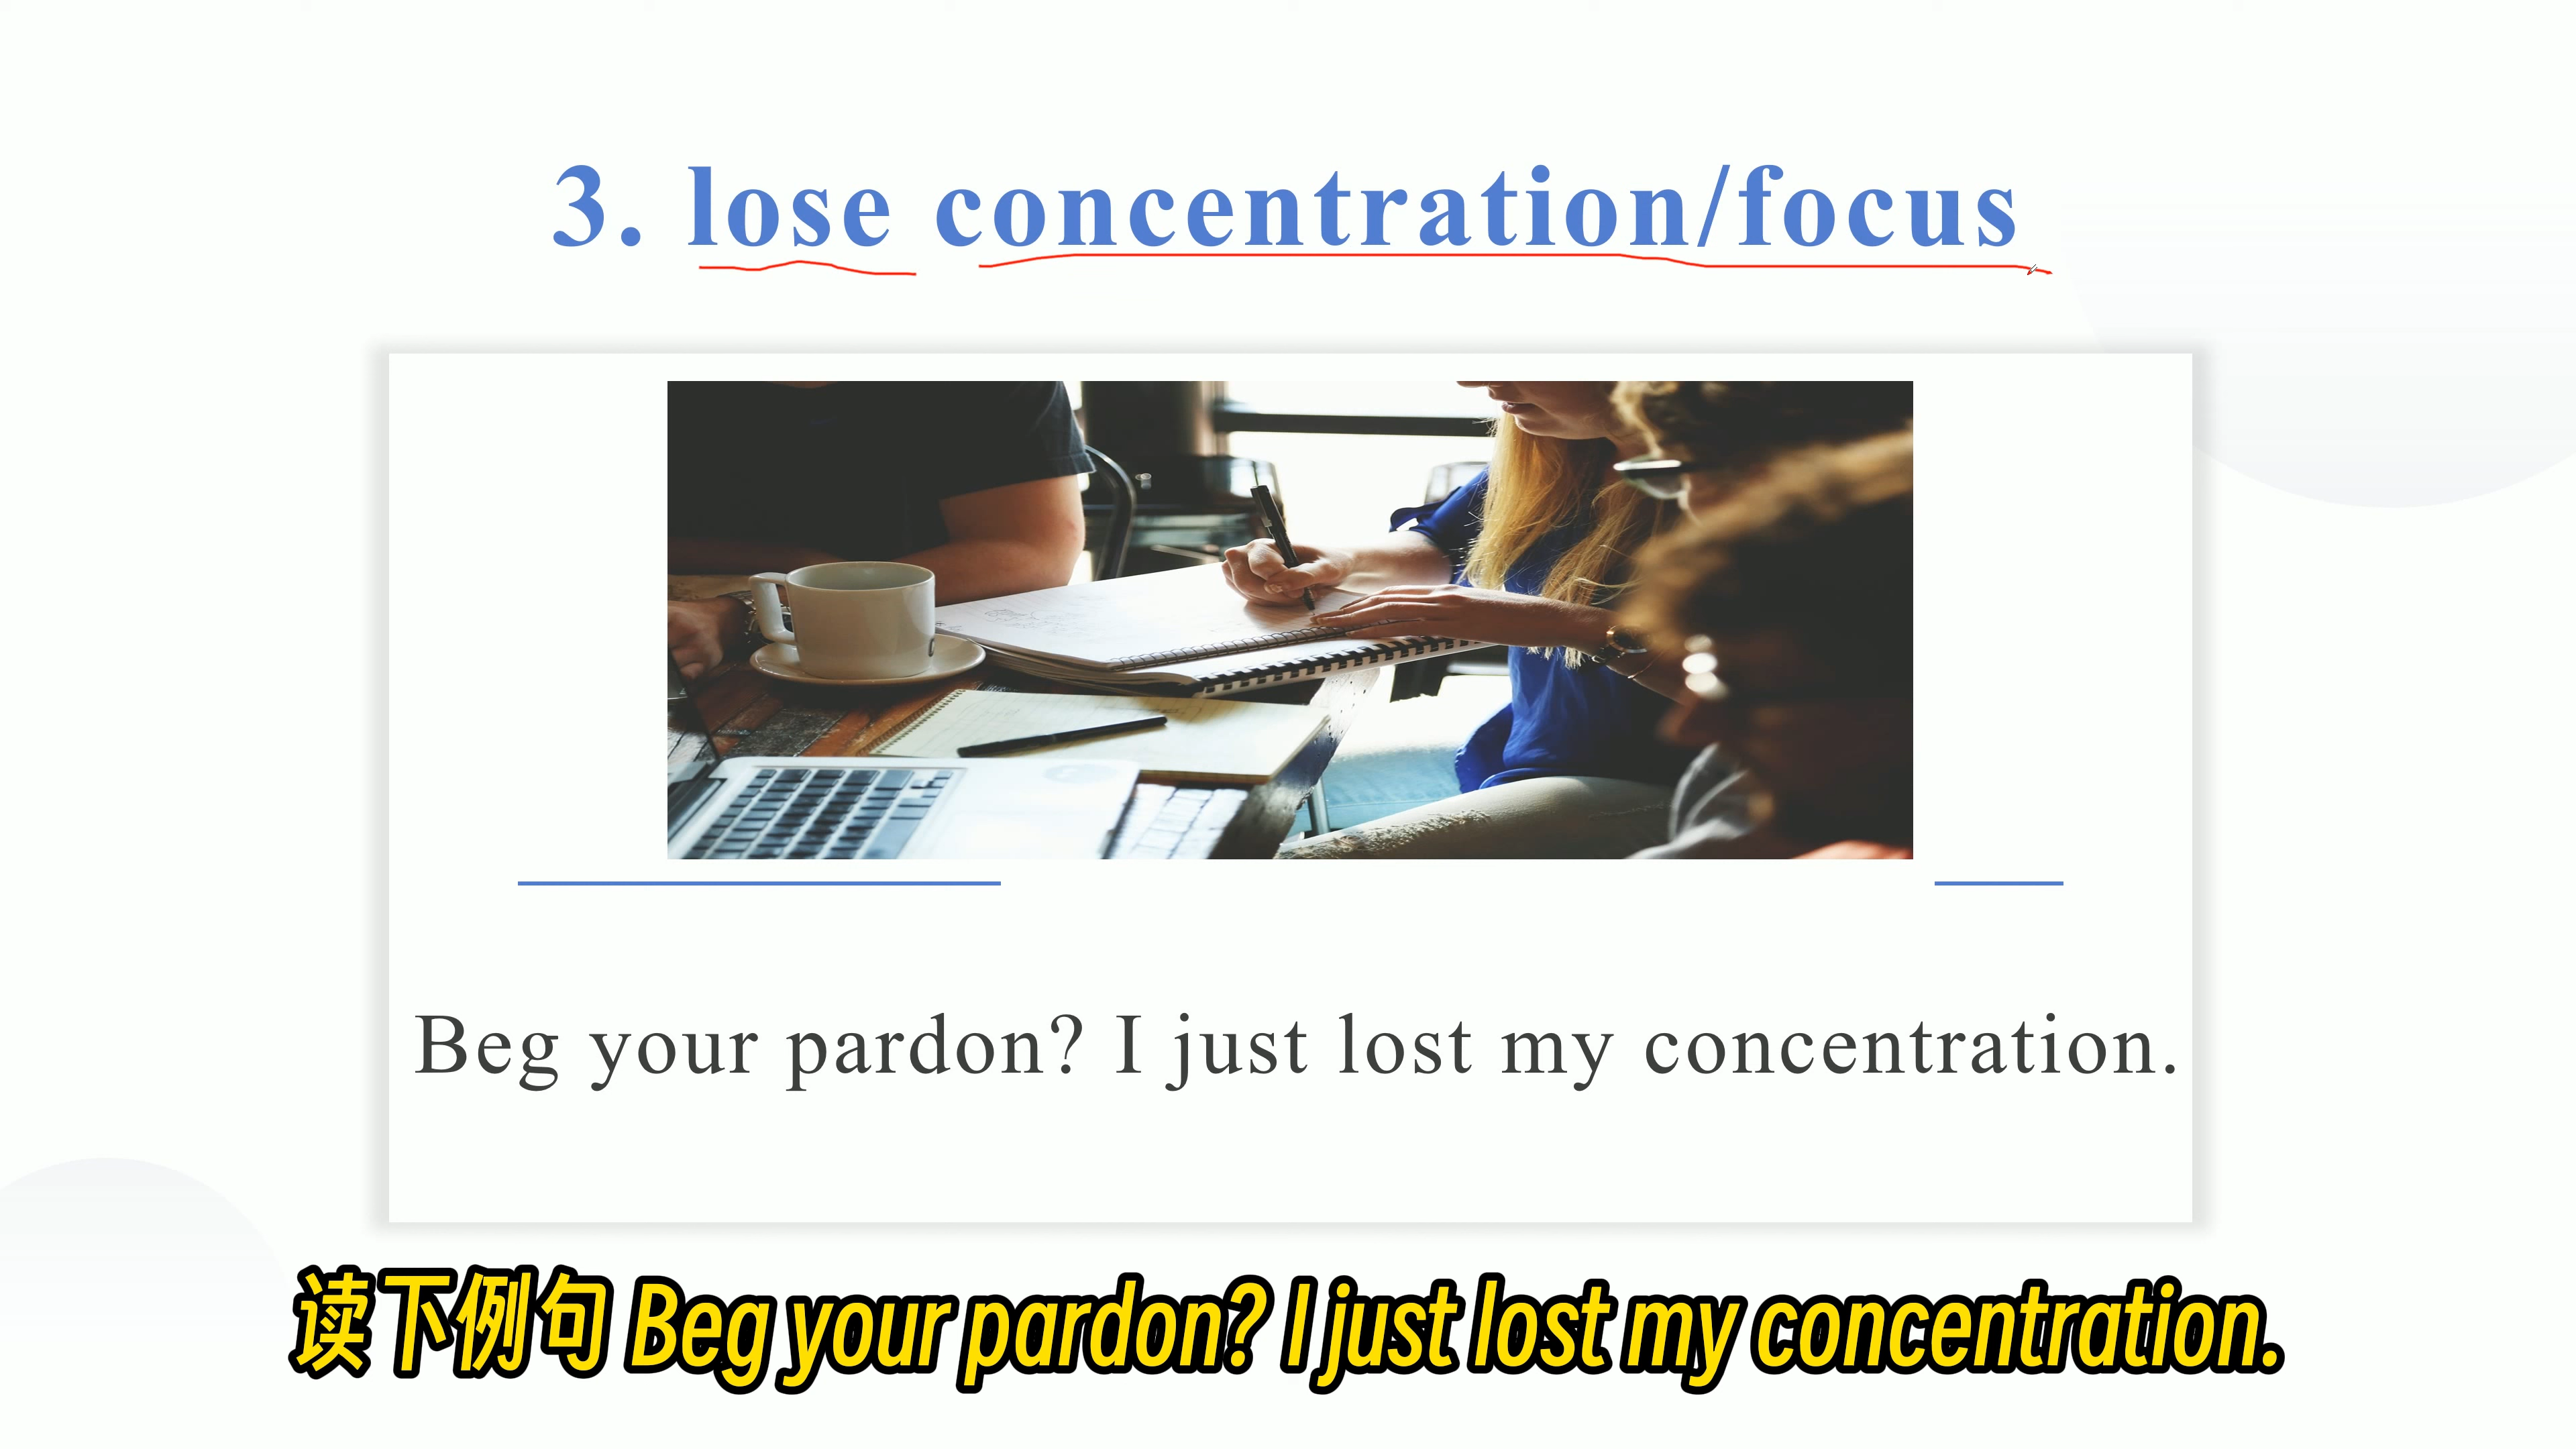 3. lose concentration/focus
Beg your pardon? I just lost my concentration.
读下例句 Beg your pardon? I just lost my concentration.